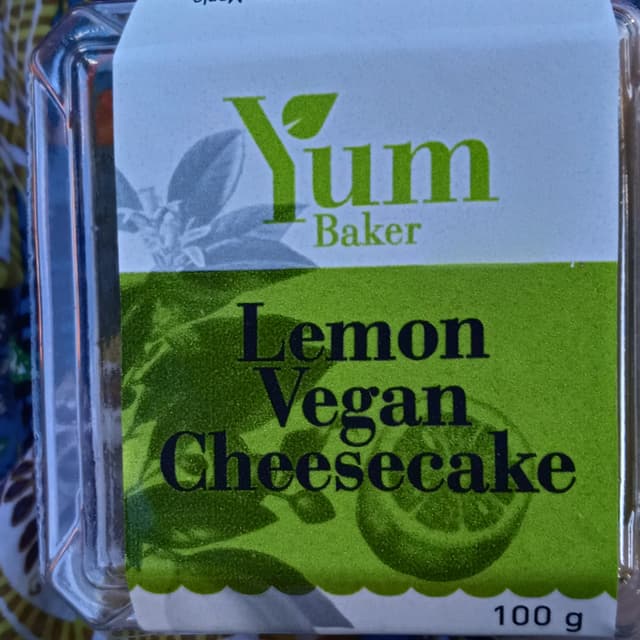 Yum
Baker
Lemon
Vegan
Cheesecake
100 g